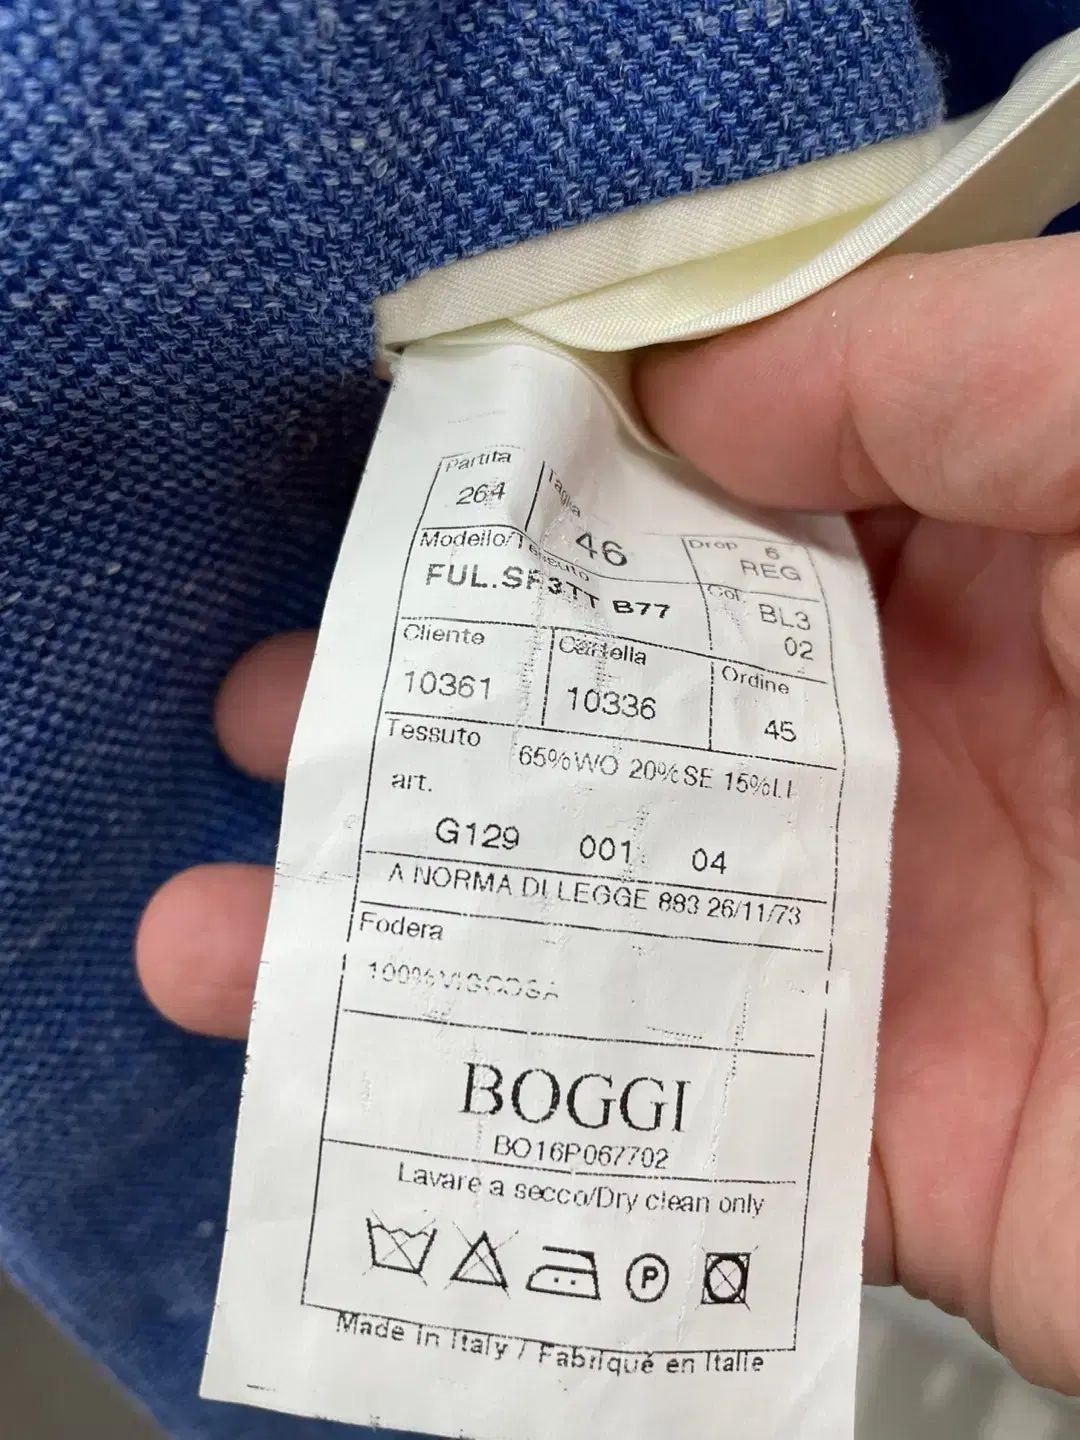 Partita
264
Taglia
46
Drop 6
REG
Modello/Tessuto
FUL.SF3TT B77
Col BL3
02
Cliente
10361
Cartella
10336
Ordine
45
Tessuto 65%WO 20%SE 15%LI
art.
G129 001 04
A NORMA DI LEGGE 883 26/11/73
Fodera
100%VISCOSA
BOGGI
BO16P067702
Lavare a secco/Dry clean only
P
Made in Italy / Fabriqué en Italie